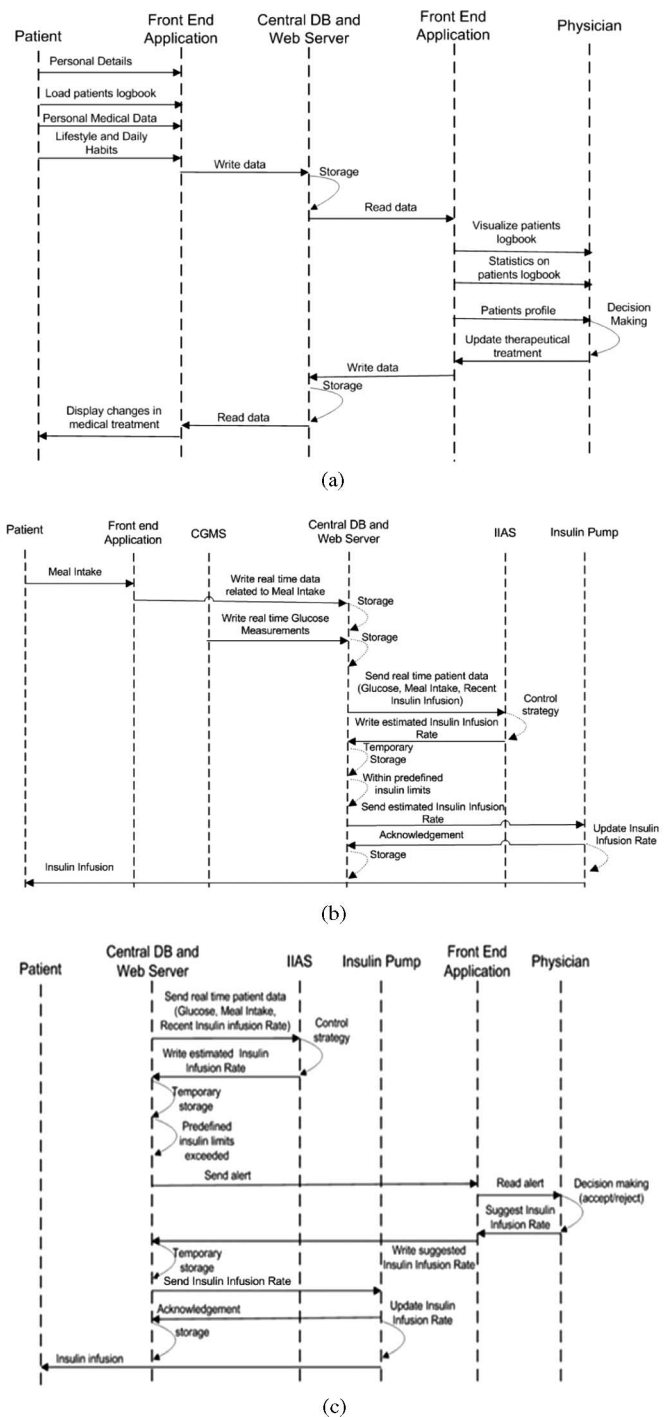 Patient
Front End
Application
Central DB and
Web Server
Front End
Application
Physician
Personal Details
Load patients logbook
Personal Medical Data
Lifestyle and Daily
Habits
Write data
Storage
Read data
Visualize patients
logbook
Statistics on
patients logbook
Patients profile
Decision
Making
Update therapeutical
treatment
Write data
Storage
Read data
Display changes in
medical treatment
(a)
Patient
Front end
Application
CGMS
Central DB and
Web Server
IIAS
Insulin Pump
Meal Intake
Write real time data
related to Meal Intake
Storage
Write real time Glucose
Measurements
Storage
Send real time patient data
(Glucose, Meal Intake, Recent
Insulin Infusion)
Control
strategy
Write estimated Insulin Infusion
Rate
Temporary
Storage
Within predefined
insulin limits
Send estimated Insulin Infusion
Rate
Acknowledgement
Update Insulin
Infusion Rate
Storage
Insulin Infusion
(b)
Patient
Central DB and
Web Server
IIAS
Insulin Pump
Front End
Application
Physician
Send real time patient data
(Glucose, Meal Intake,
Recent Insulin infusion Rate)
Control
strategy
Write estimated Insulin
Infusion Rate
Temporary
storage
Predefined
insulin limits
exceeded
Send alert
Read alert
Decision making
(accept/reject)
Suggest Insulin
Infusion Rate
Write suggested
Insulin Infusion Rate
Temporary
storage
Send Insulin Infusion Rate
Acknowledgement
Update Insulin
Infusion Rate
storage
Insulin infusion
(c)